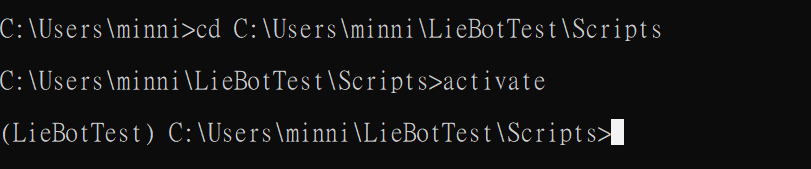 C:\Users\minni>cd C:\Users\minni\LieBotTest\Scripts
C:\Users\minni\LieBotTest\Scripts>activate
(LieBotTest) C:\Users\minni\LieBotTest\Scripts>